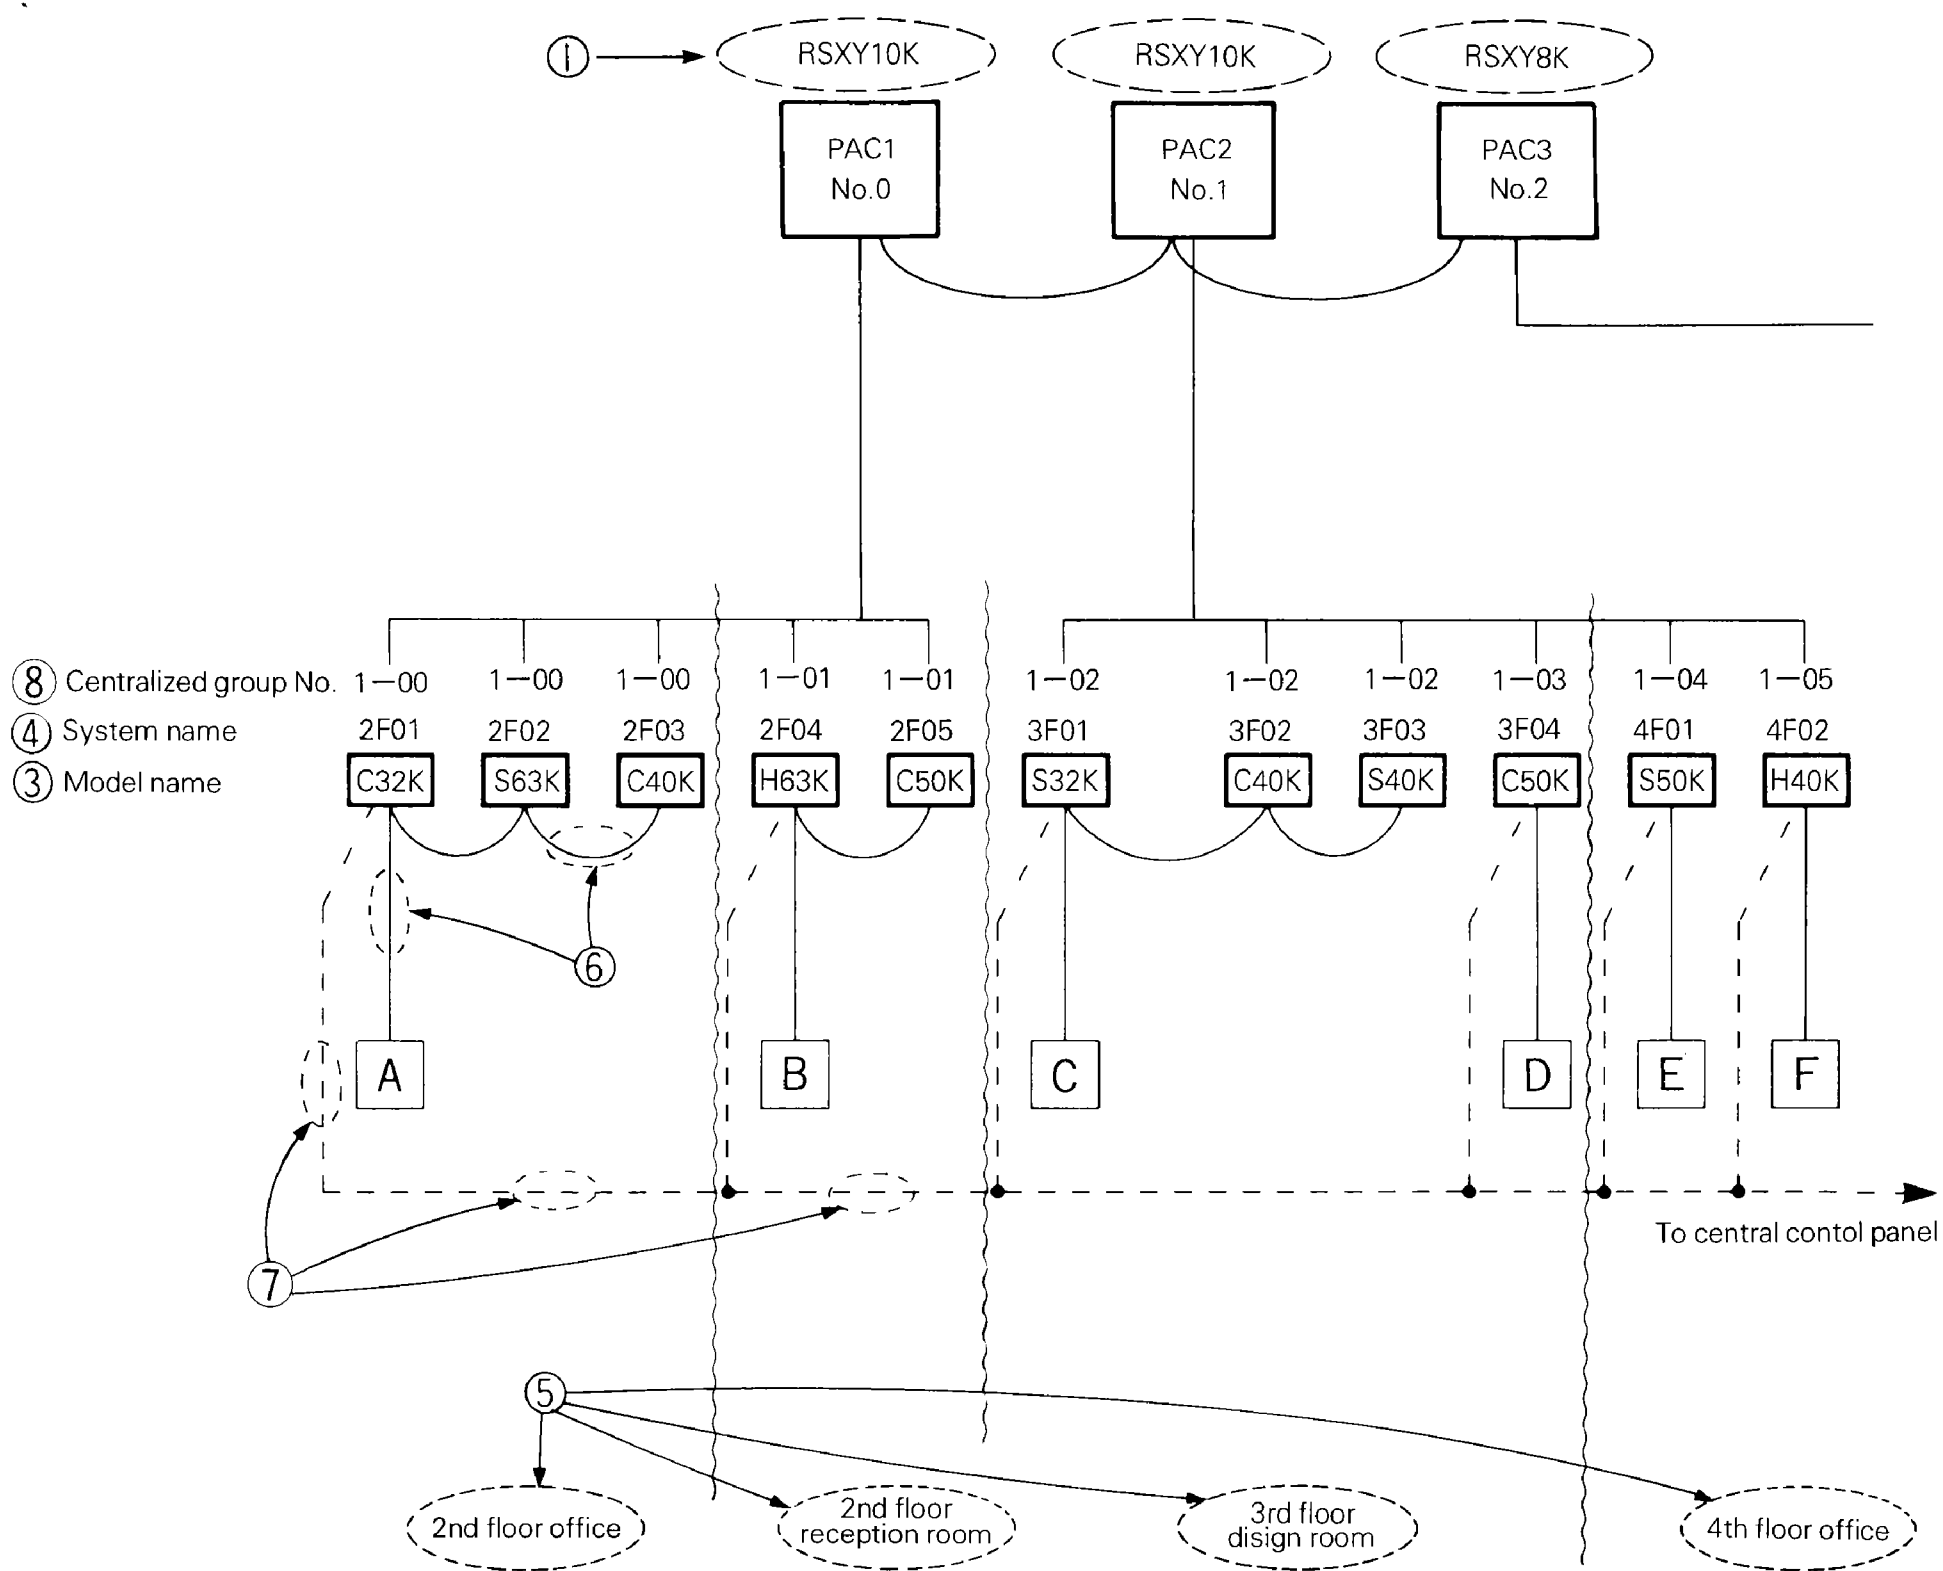 ① RSXY10K RSXY10K RSXY8K
PAC1 PAC2 PAC3
No.0 No.1 No.2
⑧ Centralized group No. 1—00 1—00 1—00 1—01 1—01 1—02 1—02 1—02 1—03 1—04 1—05
④ System name 2F01 2F02 2F03 2F04 2F05 3F01 3F02 3F03 3F04 4F01 4F02
③ Model name C32K S63K C40K H63K C50K S32K C40K S40K C50K S50K H40K
⑥
A B C D E F
To central contol panel
⑦
⑤
2nd floor office
2nd floor
reception room
3rd floor
disign room
4th floor office